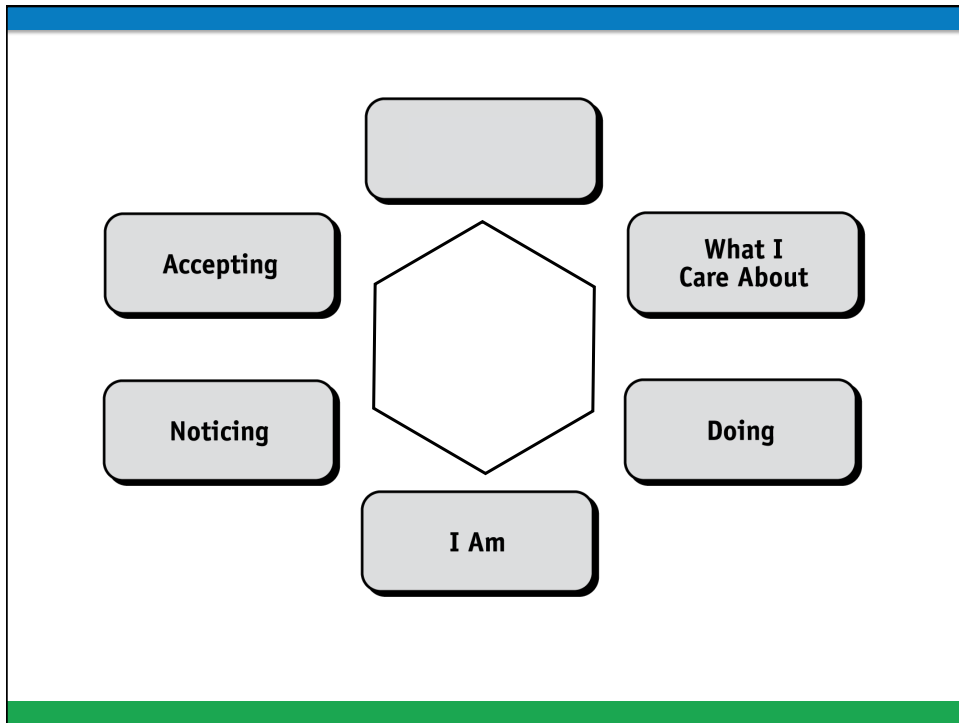 Accepting
What I
Care About
Noticing
Doing
I Am